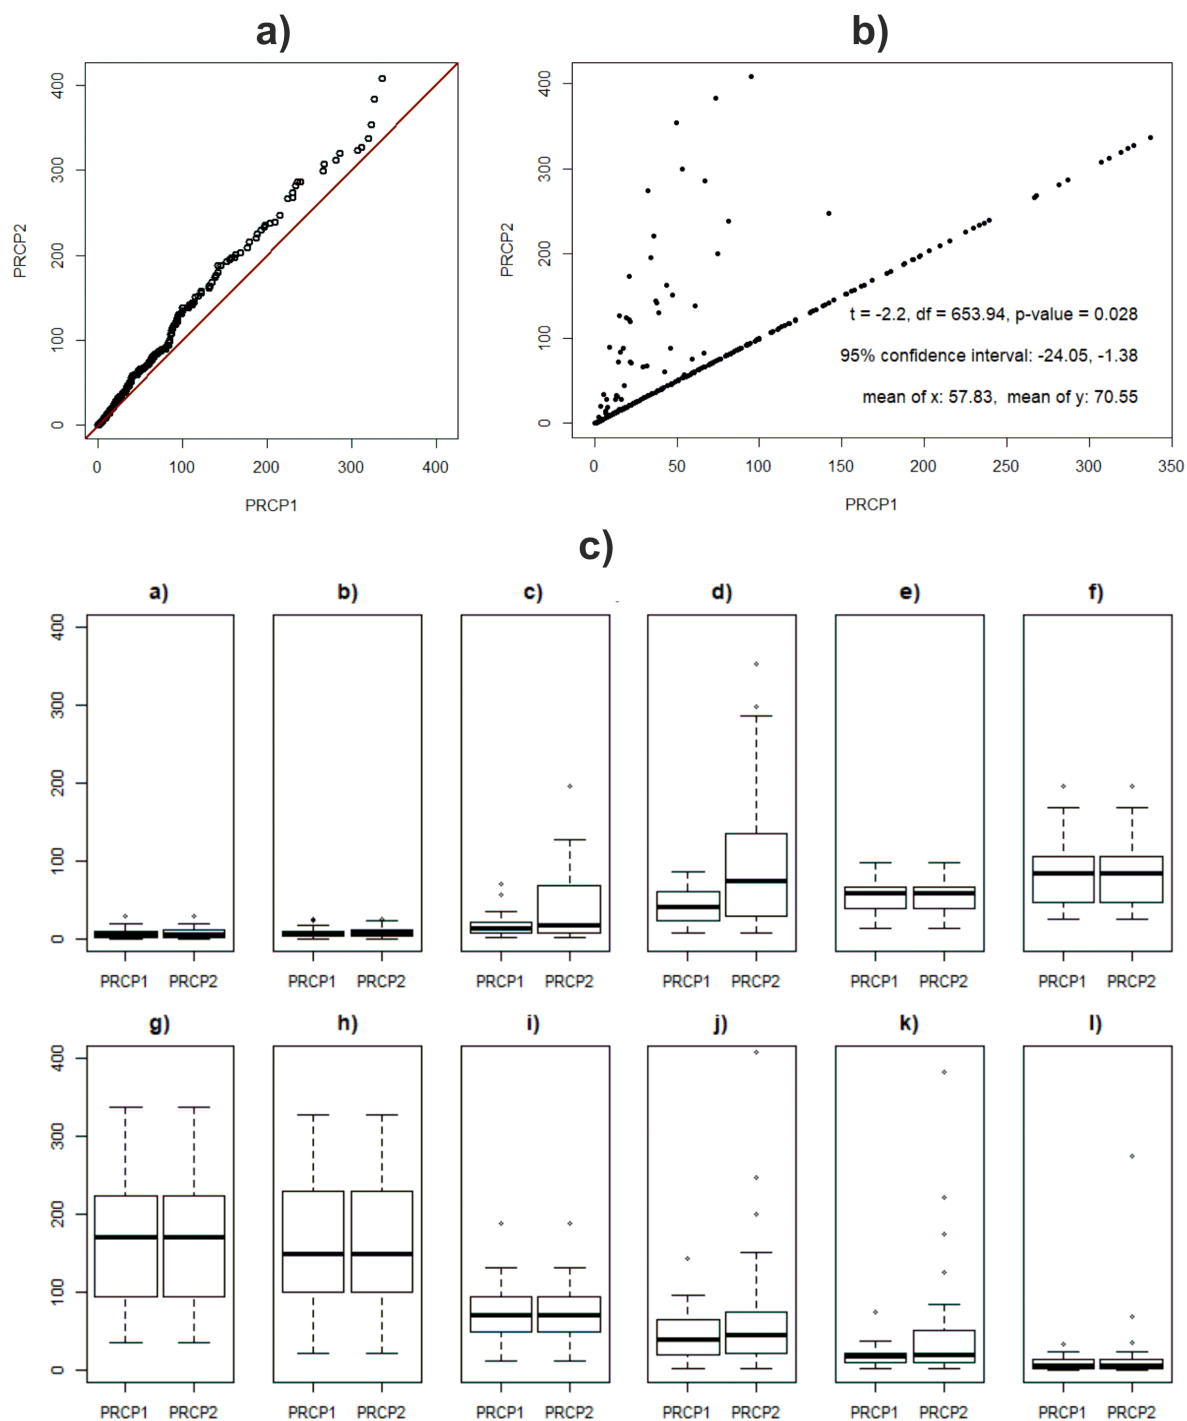 a) b)
400
300
200
100
0
PRCP2
0 100 200 300 400
PRCP1
400
300
200
100
0
PRCP2
t = -2.2, df = 653.94, p-value = 0.028
95% confidence interval: -24.05, -1.38
mean of x: 57.83, mean of y: 70.55
0 50 100 150 200 250 300 350
PRCP1
c)
a) b) c) d) e) f)
400
300
200
100
0
PRCP1 PRCP2 PRCP1 PRCP2 PRCP1 PRCP2 PRCP1 PRCP2 PRCP1 PRCP2 PRCP1 PRCP2
g) h) i) j) k) l)
400
300
200
100
0
PRCP1 PRCP2 PRCP1 PRCP2 PRCP1 PRCP2 PRCP1 PRCP2 PRCP1 PRCP2 PRCP1 PRCP2